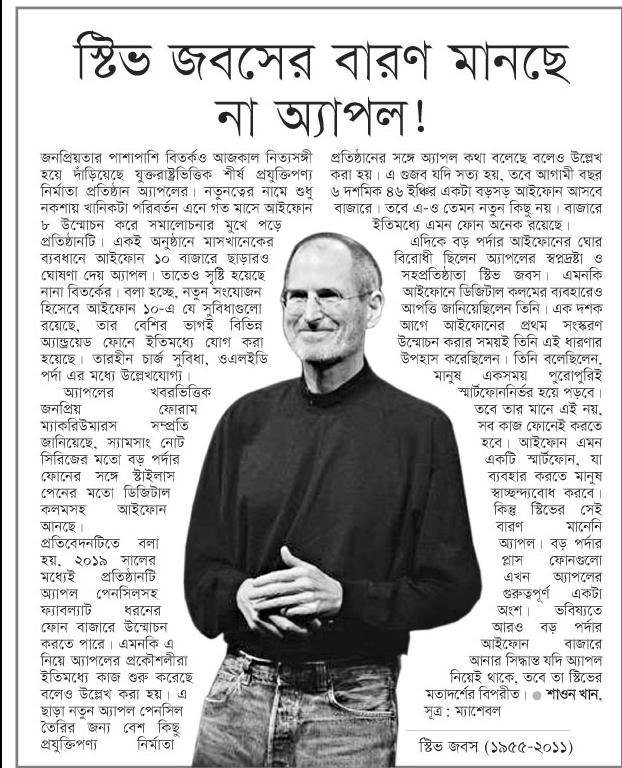 স্টিভ জবসের বারণ মানছে
না অ্যাপল!
জনপ্রিয়তার পাশাপাশি বিতর্কও আজকাল নিত্যসঙ্গী
হয়ে দাঁড়িয়েছে যুক্তরাষ্ট্রভিত্তিক শীর্ষ প্রযুক্তিপণ্য
নির্মাতা প্রতিষ্ঠান অ্যাপলের। নতুনত্বের নামে শুধু
নকশায় খানিকটা পরিবর্তন এনে গত মাসে আইফোন
৮ উন্মোচন করে সমালোচনার মুখে পড়ে
প্রতিষ্ঠানটি। একই অনুষ্ঠানে মাসখানেকের
ব্যবধানে আইফোন ১০ বাজারে ছাড়ারও
ঘোষণা দেয় অ্যাপল। তাতেও সৃষ্টি হয়েছে
নানা বিতর্কের। বলা হচ্ছে, নতুন সংযোজন
হিসেবে আইফোন ১০-এ যে সুবিধাগুলো
রয়েছে, তার বেশির ভাগই বিভিন্ন
অ্যান্ড্রয়েড ফোনে ইতিমধ্যে যোগ করা
হয়েছে। তারহীন চার্জ সুবিধা, ওএলইডি
পর্দা এর মধ্যে উল্লেখযোগ্য।
অ্যাপলের খবরভিত্তিক
জনপ্রিয় ফোরাম
ম্যাকরিউমারস সম্প্রতি
জানিয়েছে, স্যামসাং নোট
সিরিজের মতো বড় পর্দার
ফোনের সঙ্গে স্টাইলাস
পেনের মতো ডিজিটাল
কলমসহ আইফোন
আনছে।
প্রতিবেদনটিতে বলা
হয়, ২০১৯ সালের
মধ্যেই প্রতিষ্ঠানটি
অ্যাপল পেনসিলসহ
ফ্যাবল্যাট ধরনের
ফোন বাজারে উন্মোচন
করতে পারে। এমনকি এ
নিয়ে অ্যাপলের প্রকৌশলীরা
ইতিমধ্যে কাজ শুরু করেছে
বলেও উল্লেখ করা হয়। এ
ছাড়া নতুন অ্যাপল পেনসিল
তৈরির জন্য বেশ কিছু
প্রযুক্তিপণ্য নির্মাতা
প্রতিষ্ঠানের সঙ্গে অ্যাপল কথা বলেছে বলেও উল্লেখ
করা হয়। এ গুজব যদি সত্য হয়, তবে আগামী বছর
৬ দশমিক ৪৬ ইঞ্চির একটা বড়সড় আইফোন আসবে
বাজারে। তবে এ-ও তেমন নতুন কিছু নয়। বাজারে
ইতিমধ্যে এমন ফোন অনেক রয়েছে।
এদিকে বড় পর্দার আইফোনের ঘোর
বিরোধী ছিলেন অ্যাপলের স্বপ্নদ্রষ্টা ও
সহপ্রতিষ্ঠাতা স্টিভ জবস। এমনকি
আইফোনে ডিজিটাল কলমের ব্যবহারেও
আপত্তি জানিয়েছিলেন তিনি। এক দশক
আগে আইফোনের প্রথম সংস্করণ
উন্মোচন করার সময়ই তিনি এই ধারণার
উপহাস করেছিলেন। তিনি বলেছিলেন,
মানুষ একসময় পুরোপুরিই
স্মার্টফোননির্ভর হয়ে পড়বে।
তবে তার মানে এই নয়,
সব কাজ ফোনেই করতে
হবে। আইফোন এমন
একটি স্মার্টফোন, যা
ব্যবহার করতে মানুষ
স্বাচ্ছন্দ্যবোধ করবে।
কিন্তু স্টিভের সেই
বারণ মানেনি
অ্যাপল। বড় পর্দার
প্লাস ফোনগুলো
এখন অ্যাপলের
গুরুত্বপূর্ণ একটা
অংশ। ভবিষ্যতে
আরও বড় পর্দার
আইফোন বাজারে
আনার সিদ্ধান্ত যদি অ্যাপল
নিয়েই থাকে, তবে তা স্টিভের
মতাদর্শের বিপরীত। ● শাওন খান,
সূত্র : ম্যাশেবল
স্টিভ জবস (১৯৫৫-২০১১)